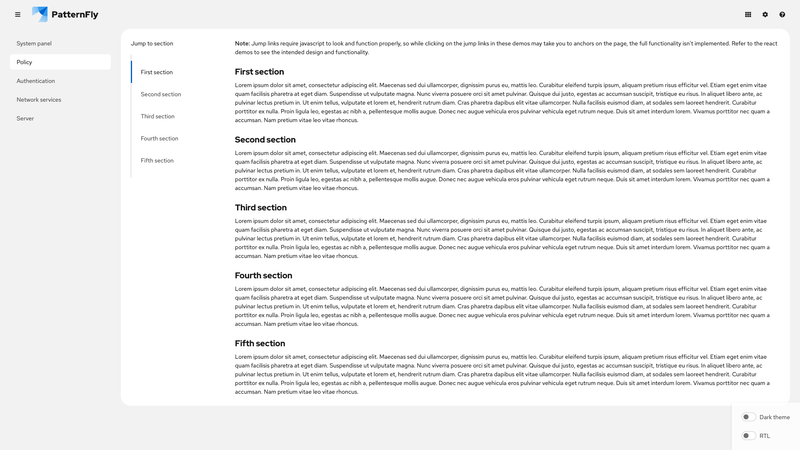 PatternFly
System panel
Policy
Authentication
Network services
Server
Jump to section
First section
Second section
Third section
Fourth section
Fifth section
Note: Jump links require javascript to look and function properly, so while clicking on the jump links in these demos may take you to anchors on the page, the full functionality isn't implemented. Refer to the react
demos to see the intended design and functionality.
First section
Lorem ipsum dolor sit amet, consectetur adipiscing elit. Maecenas sed dui ullamcorper, dignissim purus eu, mattis leo. Curabitur eleifend turpis ipsum, aliquam pretium risus efficitur vel. Etiam eget enim vitae
quam facilisis pharetra at eget diam. Suspendisse ut vulputate magna. Nunc viverra posuere orci sit amet pulvinar. Quisque dui justo, egestas ac accumsan suscipit, tristique eu risus. In aliquet libero ante, ac
pulvinar lectus pretium in. Ut enim tellus, vulputate et lorem et, hendrerit rutrum diam. Cras pharetra dapibus elit vitae ullamcorper. Nulla facilisis euismod diam, at sodales sem laoreet hendrerit. Curabitur
porttitor ex nulla. Proin ligula leo, egestas ac nibh a, pellentesque mollis augue. Donec nec augue vehicula eros pulvinar vehicula eget rutrum neque. Duis sit amet interdum lorem. Vivamus porttitor nec quam a
accumsan. Nam pretium vitae leo vitae rhoncus.
Second section
Lorem ipsum dolor sit amet, consectetur adipiscing elit. Maecenas sed dui ullamcorper, dignissim purus eu, mattis leo. Curabitur eleifend turpis ipsum, aliquam pretium risus efficitur vel. Etiam eget enim vitae
quam facilisis pharetra at eget diam. Suspendisse ut vulputate magna. Nunc viverra posuere orci sit amet pulvinar. Quisque dui justo, egestas ac accumsan suscipit, tristique eu risus. In aliquet libero ante, ac
pulvinar lectus pretium in. Ut enim tellus, vulputate et lorem et, hendrerit rutrum diam. Cras pharetra dapibus elit vitae ullamcorper. Nulla facilisis euismod diam, at sodales sem laoreet hendrerit. Curabitur
porttitor ex nulla. Proin ligula leo, egestas ac nibh a, pellentesque mollis augue. Donec nec augue vehicula eros pulvinar vehicula eget rutrum neque. Duis sit amet interdum lorem. Vivamus porttitor nec quam a
accumsan. Nam pretium vitae leo vitae rhoncus.
Third section
Lorem ipsum dolor sit amet, consectetur adipiscing elit. Maecenas sed dui ullamcorper, dignissim purus eu, mattis leo. Curabitur eleifend turpis ipsum, aliquam pretium risus efficitur vel. Etiam eget enim vitae
quam facilisis pharetra at eget diam. Suspendisse ut vulputate magna. Nunc viverra posuere orci sit amet pulvinar. Quisque dui justo, egestas ac accumsan suscipit, tristique eu risus. In aliquet libero ante, ac
pulvinar lectus pretium in. Ut enim tellus, vulputate et lorem et, hendrerit rutrum diam. Cras pharetra dapibus elit vitae ullamcorper. Nulla facilisis euismod diam, at sodales sem laoreet hendrerit. Curabitur
porttitor ex nulla. Proin ligula leo, egestas ac nibh a, pellentesque mollis augue. Donec nec augue vehicula eros pulvinar vehicula eget rutrum neque. Duis sit amet interdum lorem. Vivamus porttitor nec quam a
accumsan. Nam pretium vitae leo vitae rhoncus.
Fourth section
Lorem ipsum dolor sit amet, consectetur adipiscing elit. Maecenas sed dui ullamcorper, dignissim purus eu, mattis leo. Curabitur eleifend turpis ipsum, aliquam pretium risus efficitur vel. Etiam eget enim vitae
quam facilisis pharetra at eget diam. Suspendisse ut vulputate magna. Nunc viverra posuere orci sit amet pulvinar. Quisque dui justo, egestas ac accumsan suscipit, tristique eu risus. In aliquet libero ante, ac
pulvinar lectus pretium in. Ut enim tellus, vulputate et lorem et, hendrerit rutrum diam. Cras pharetra dapibus elit vitae ullamcorper. Nulla facilisis euismod diam, at sodales sem laoreet hendrerit. Curabitur
porttitor ex nulla. Proin ligula leo, egestas ac nibh a, pellentesque mollis augue. Donec nec augue vehicula eros pulvinar vehicula eget rutrum neque. Duis sit amet interdum lorem. Vivamus porttitor nec quam a
accumsan. Nam pretium vitae leo vitae rhoncus.
Fifth section
Lorem ipsum dolor sit amet, consectetur adipiscing elit. Maecenas sed dui ullamcorper, dignissim purus eu, mattis leo. Curabitur eleifend turpis ipsum, aliquam pretium risus efficitur vel. Etiam eget enim vitae
quam facilisis pharetra at eget diam. Suspendisse ut vulputate magna. Nunc viverra posuere orci sit amet pulvinar. Quisque dui justo, egestas ac accumsan suscipit, tristique eu risus. In aliquet libero ante, ac
pulvinar lectus pretium in. Ut enim tellus, vulputate et lorem et, hendrerit rutrum diam. Cras pharetra dapibus elit vitae ullamcorper. Nulla facilisis euismod diam, at sodales sem laoreet hendrerit. Curabitur
porttitor ex nulla. Proin ligula leo, egestas ac nibh a, pellentesque mollis augue. Donec nec augue vehicula eros pulvinar vehicula eget rutrum neque. Duis sit amet interdum lorem. Vivamus porttitor nec quam a
accumsan. Nam pretium vitae leo vitae rhoncus.
Dark theme
RTL